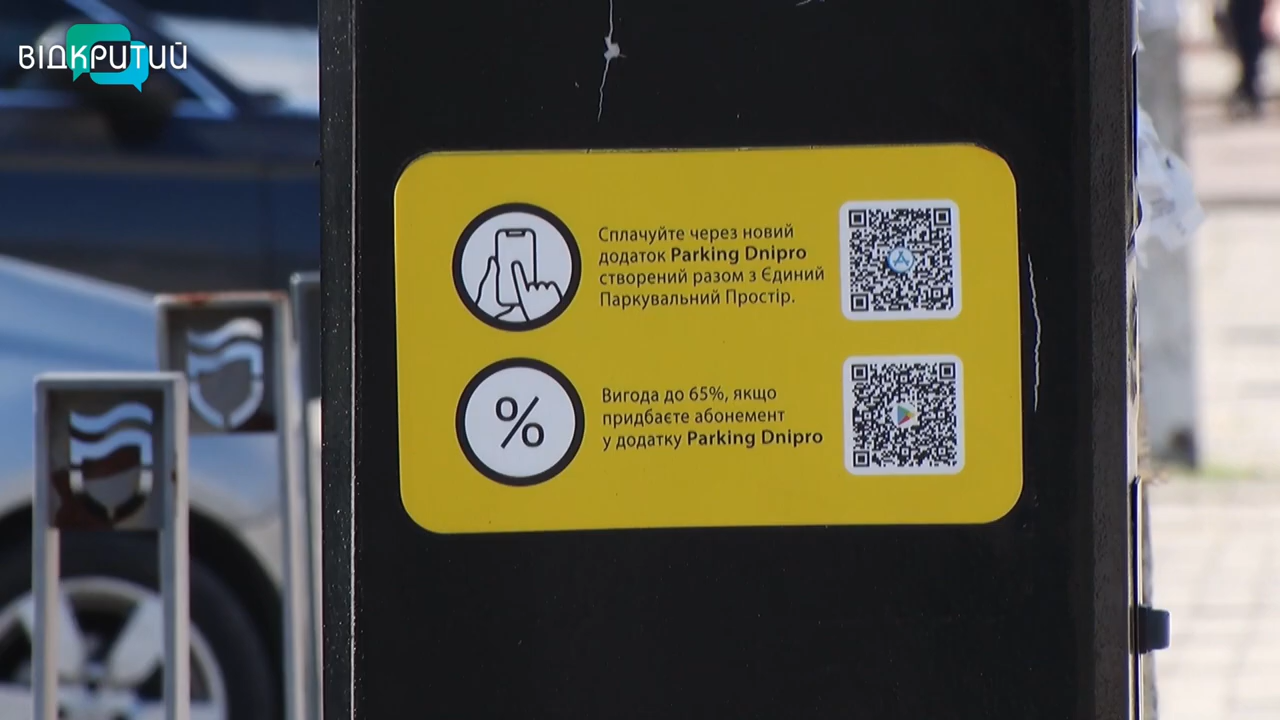 ВІДКРИТИЙ
Сплачуйте через новий
додаток Parking Dnipro
створений разом з Єдиний
Паркувальний Простір.
%
Вигода до 65%, якщо
придбаєте абонемент
у додатку Parking Dnipro